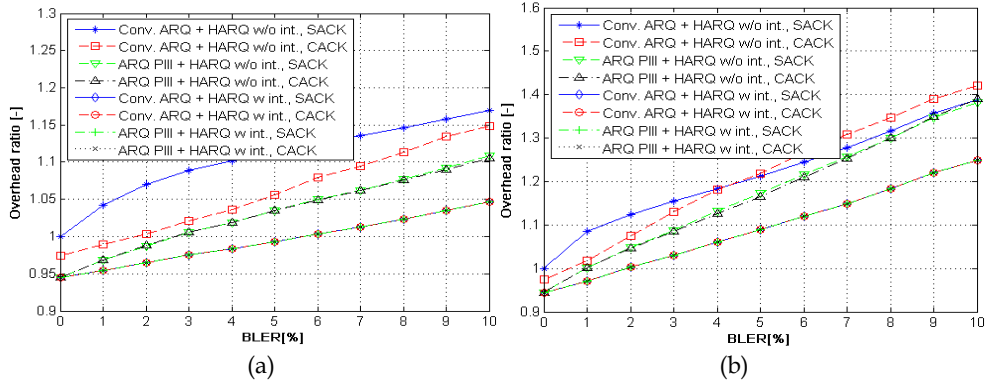 1.3
1.25
1.2
1.15
1.1
1.05
1
0.95
0.9
Overhead ratio [-]
Conv. ARQ + HARQ w/o int., SACK
Conv. ARQ + HARQ w/o int., CACK
ARQ PIII + HARQ w/o int., SACK
ARQ PIII + HARQ w/o int., CACK
Conv. ARQ + HARQ w int., SACK
Conv. ARQ + HARQ w int., CACK
ARQ PIII + HARQ w int., SACK
ARQ PIII + HARQ w int., CACK
0 1 2 3 4 5 6 7 8 9 10
BLER[%]
(a)
1.6
1.5
1.4
1.3
1.2
1.1
1
0.9
Overhead ratio [-]
Conv. ARQ + HARQ w/o int., SACK
Conv. ARQ + HARQ w/o int., CACK
ARQ PIII + HARQ w/o int., SACK
ARQ PIII + HARQ w/o int., CACK
Conv. ARQ + HARQ w int., SACK
Conv. ARQ + HARQ w int., CACK
ARQ PIII + HARQ w int., SACK
ARQ PIII + HARQ w int., CACK
0 1 2 3 4 5 6 7 8 9 10
BLER[%]
(b)